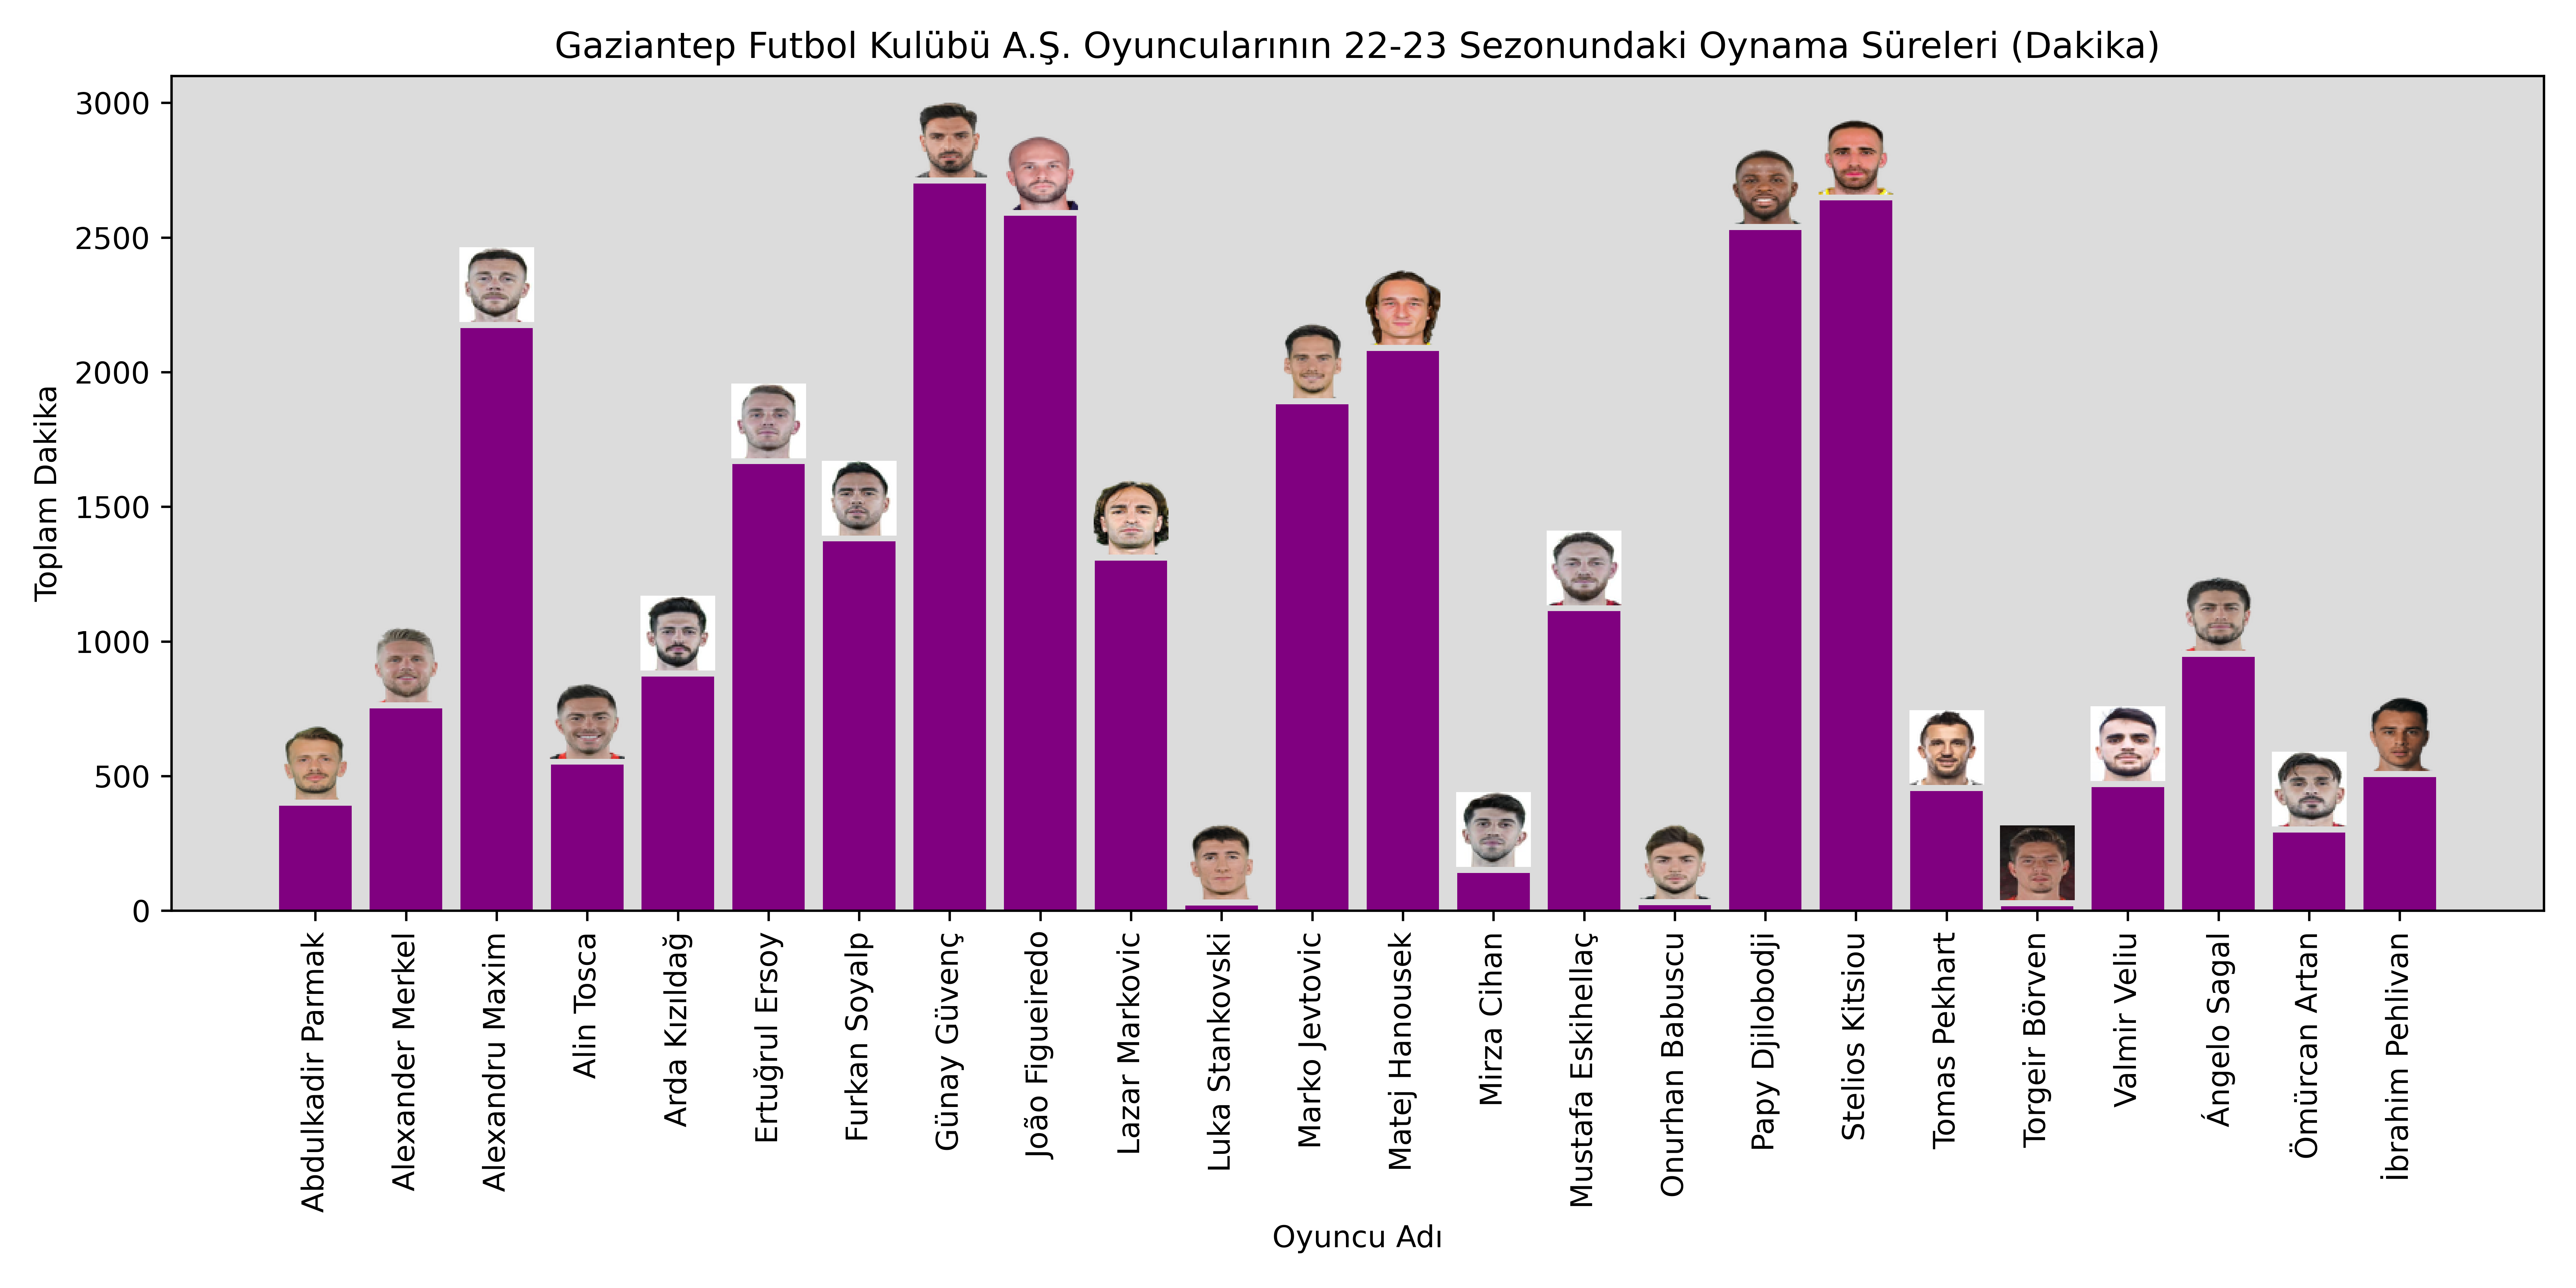 Gaziantep Futbol Kulübü A.Ş. Oyuncularının 22-23 Sezonundaki Oynama Süreleri (Dakika)
Toplam Dakika
3000
2500
2000
1500
1000
500
0
Abdulkadir Parmak
Alexander Merkel
Alexandru Maxim
Alin Tosca
Arda Kızıldağ
Ertuğrul Ersoy
Furkan Soyalp
Günay Güvenç
João Figueiredo
Lazar Markovic
Luka Stankovski
Marko Jevtovic
Matej Hanousek
Mirza Cihan
Mustafa Eskihellaç
Onurhan Babuscu
Papy Djilobodji
Stelios Kitsiou
Tomas Pekhart
Torgeir Börven
Valmir Veliu
Ángelo Sagal
Ömürcan Artan
İbrahim Pehlivan
Oyuncu Adı